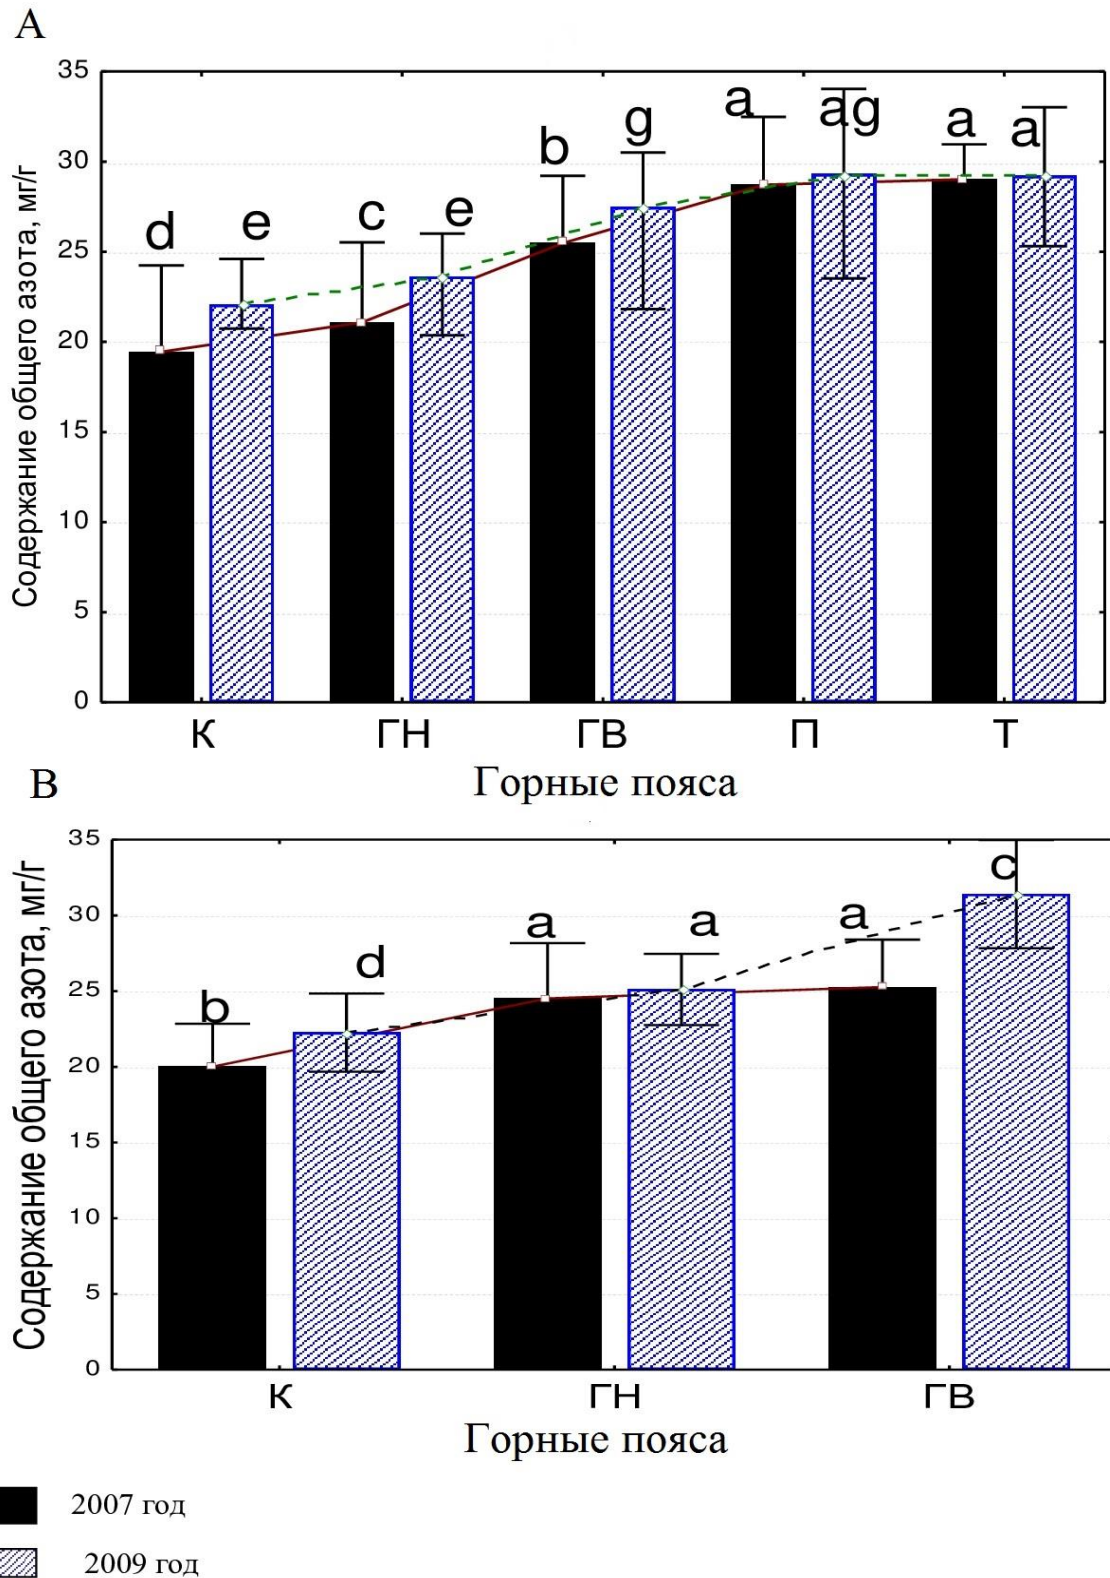 А
Содержание общего азота, мг/г
35
30
25
20
15
10
5
0
d
e
c
e
b
g
a
ag
a
a
К
ГН
ГВ
П
Т
Горные пояса
В
Содержание общего азота, мг/г
35
30
25
20
15
10
5
0
b
d
a
a
a
c
К
ГН
ГВ
Горные пояса
2007 год
2009 год